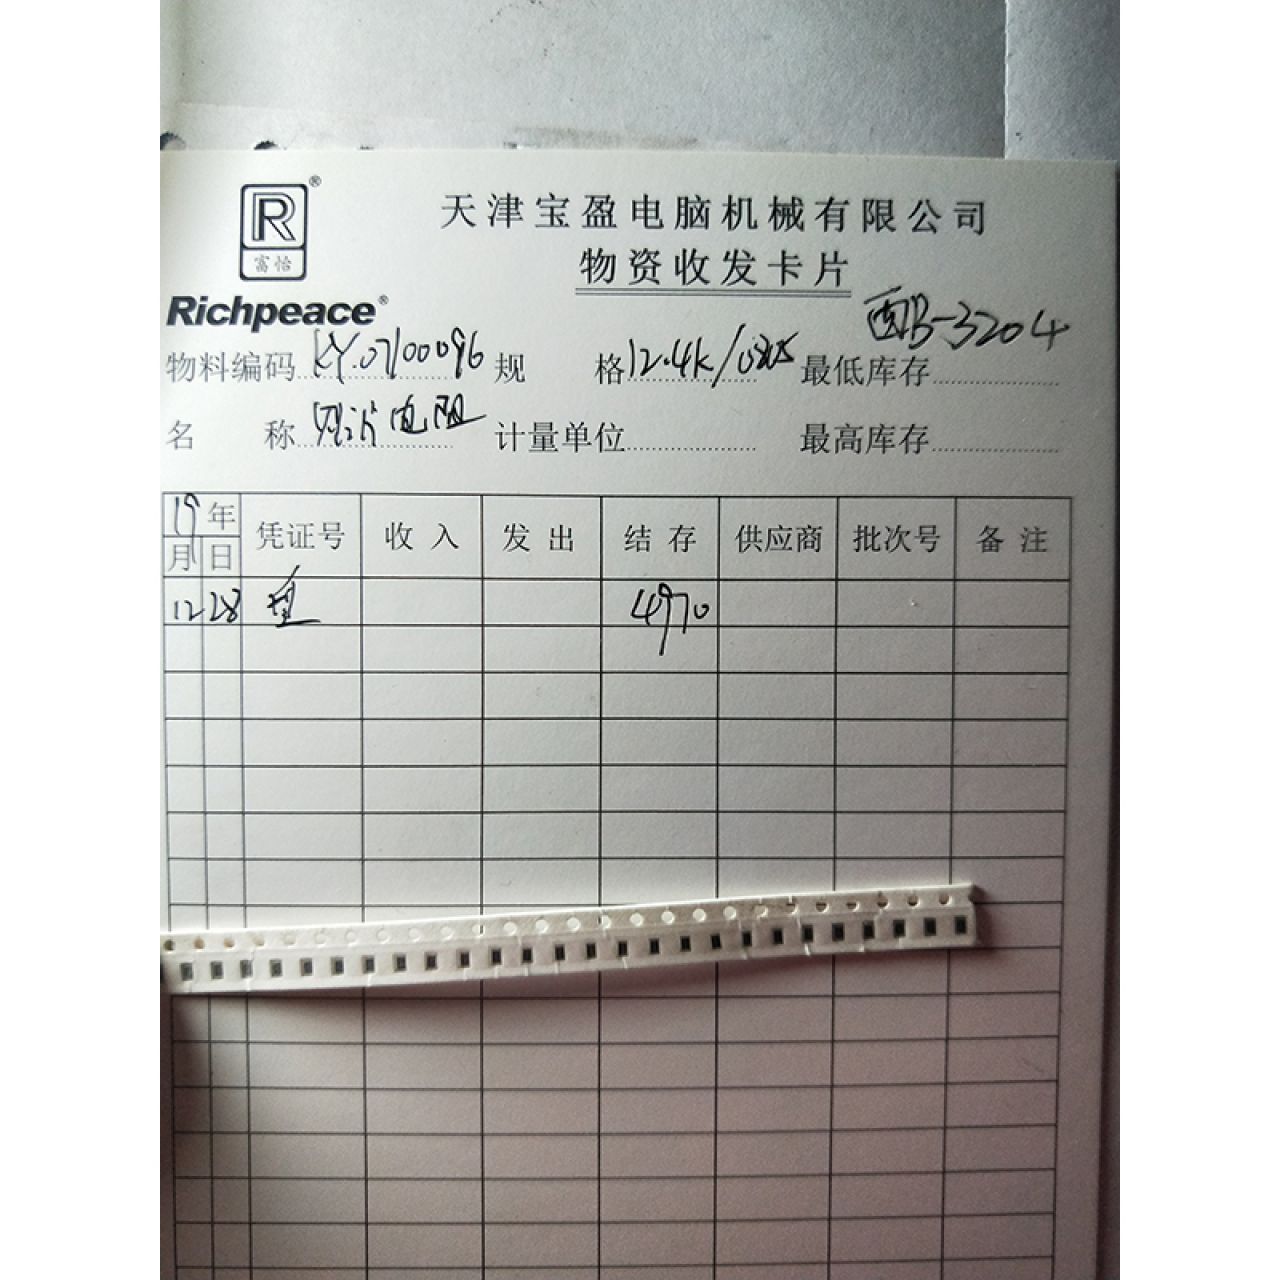 R®
富怡
Richpeace®
天津宝盈电脑机械有限公司
物资收发卡片
西B-3204
物料编码 KY.0700096 规 格 12.4K/0805 最低库存
名 称 贴片电阻 计量单位 最高库存
19年 凭证号 收入 发出 结存 供应商 批次号 备注
月 日
12 28 4970